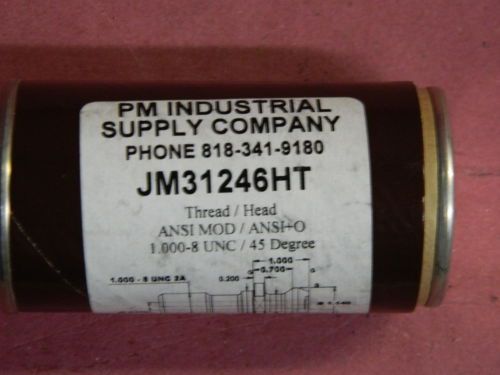 PM INDUSTRIAL
SUPPLY COMPANY
PHONE 818-341-9180
JM31246HT
Thread / Head
ANSI MOD / ANSI+O
1.000-8 UNC / 45 Degree
1.000
0.700
1.000 - 8 UNC 2A
0.200